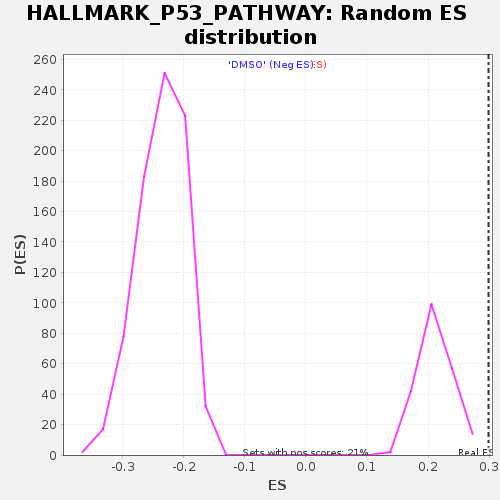 HALLMARK_P53_PATHWAY: Random ES
distribution
'DMSO' (Neg ES)
260
240
220
200
180
160
140
120
100
80
60
40
20
0
P(ES)
Sets with pos scores: 21%
Real ES
-0.3 -0.2 -0.1 0.0 0.1 0.2 0.3
ES